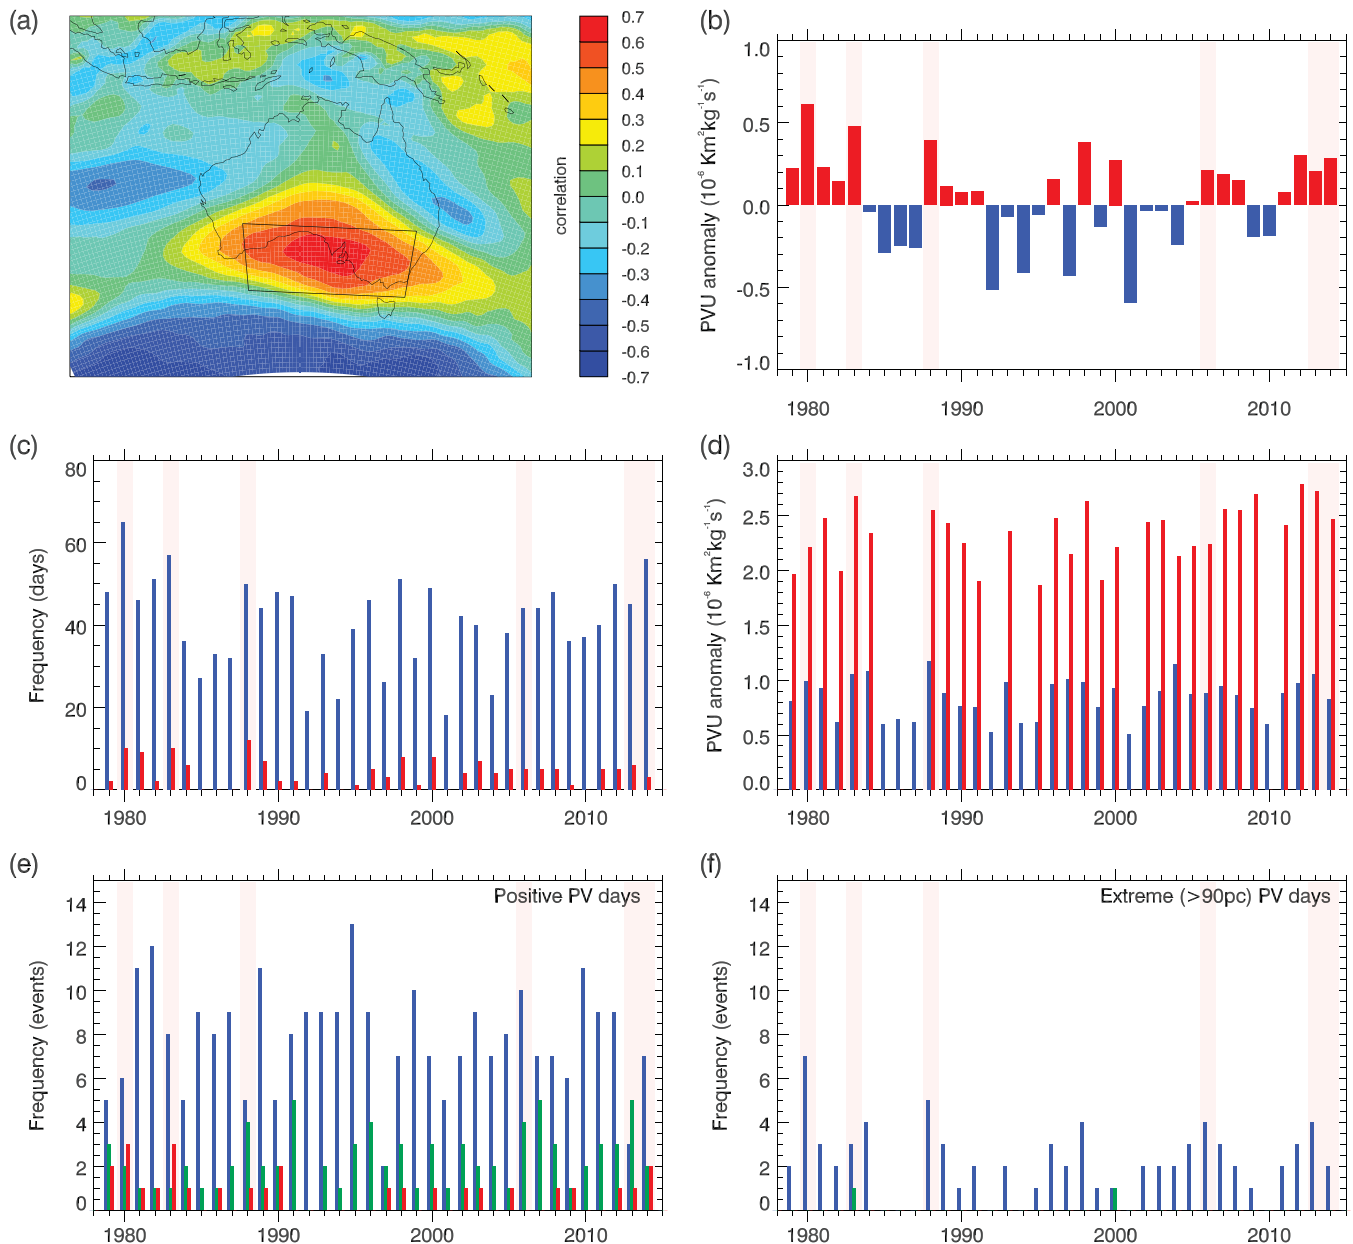 (a)
0.7
0.6
0.5
0.4
0.3
0.2
0.1
0.0
-0.1
-0.2
-0.3
-0.4
-0.5
-0.6
-0.7
correlation
(b)
1.0
0.5
0.0
-0.5
-1.0
PVU anomaly (10⁻⁶ Km²kg⁻¹s⁻¹)
1980 1990 2000 2010
(c)
80
60
40
20
0
Frequency (days)
1980 1990 2000 2010
(d)
3.0
2.5
2.0
1.5
1.0
0.5
0.0
PVU anomaly (10⁻⁶ Km²kg⁻¹s⁻¹)
1980 1990 2000 2010
(e)
Positive PV days
14
12
10
8
6
4
2
0
Frequency (events)
1980 1990 2000 2010
(f)
Extreme (>90pc) PV days
14
12
10
8
6
4
2
0
Frequency (events)
1980 1990 2000 2010